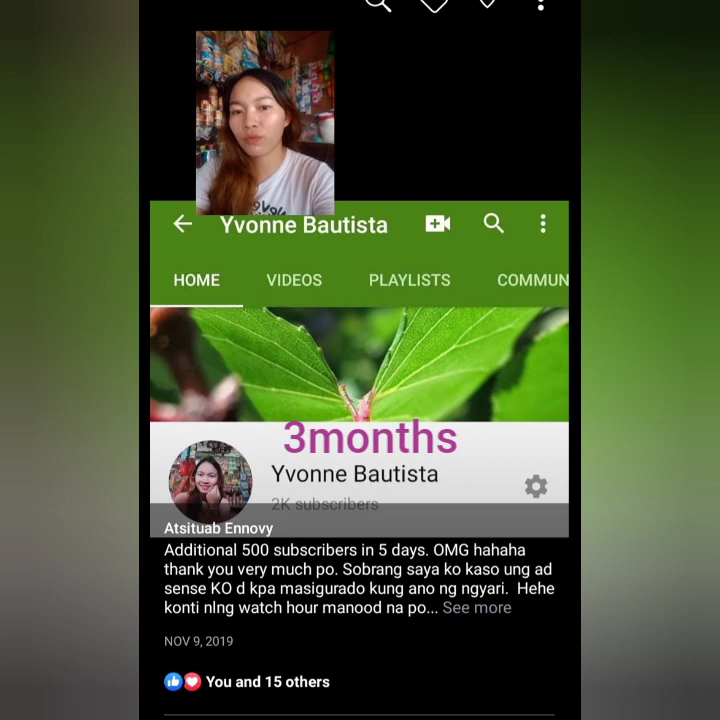 Yvonne Bautista
HOME VIDEOS PLAYLISTS COMMUN
3months
Yvonne Bautista
2K subscribers
Atsituab Ennovy
Additional 500 subscribers in 5 days. OMG hahaha
thank you very much po. Sobrang saya ko kaso ung ad
sense KO d kpa masigurado kung ano ng ngyari. Hehe
konti nlng watch hour manood na po... See more
NOV 9, 2019
You and 15 others